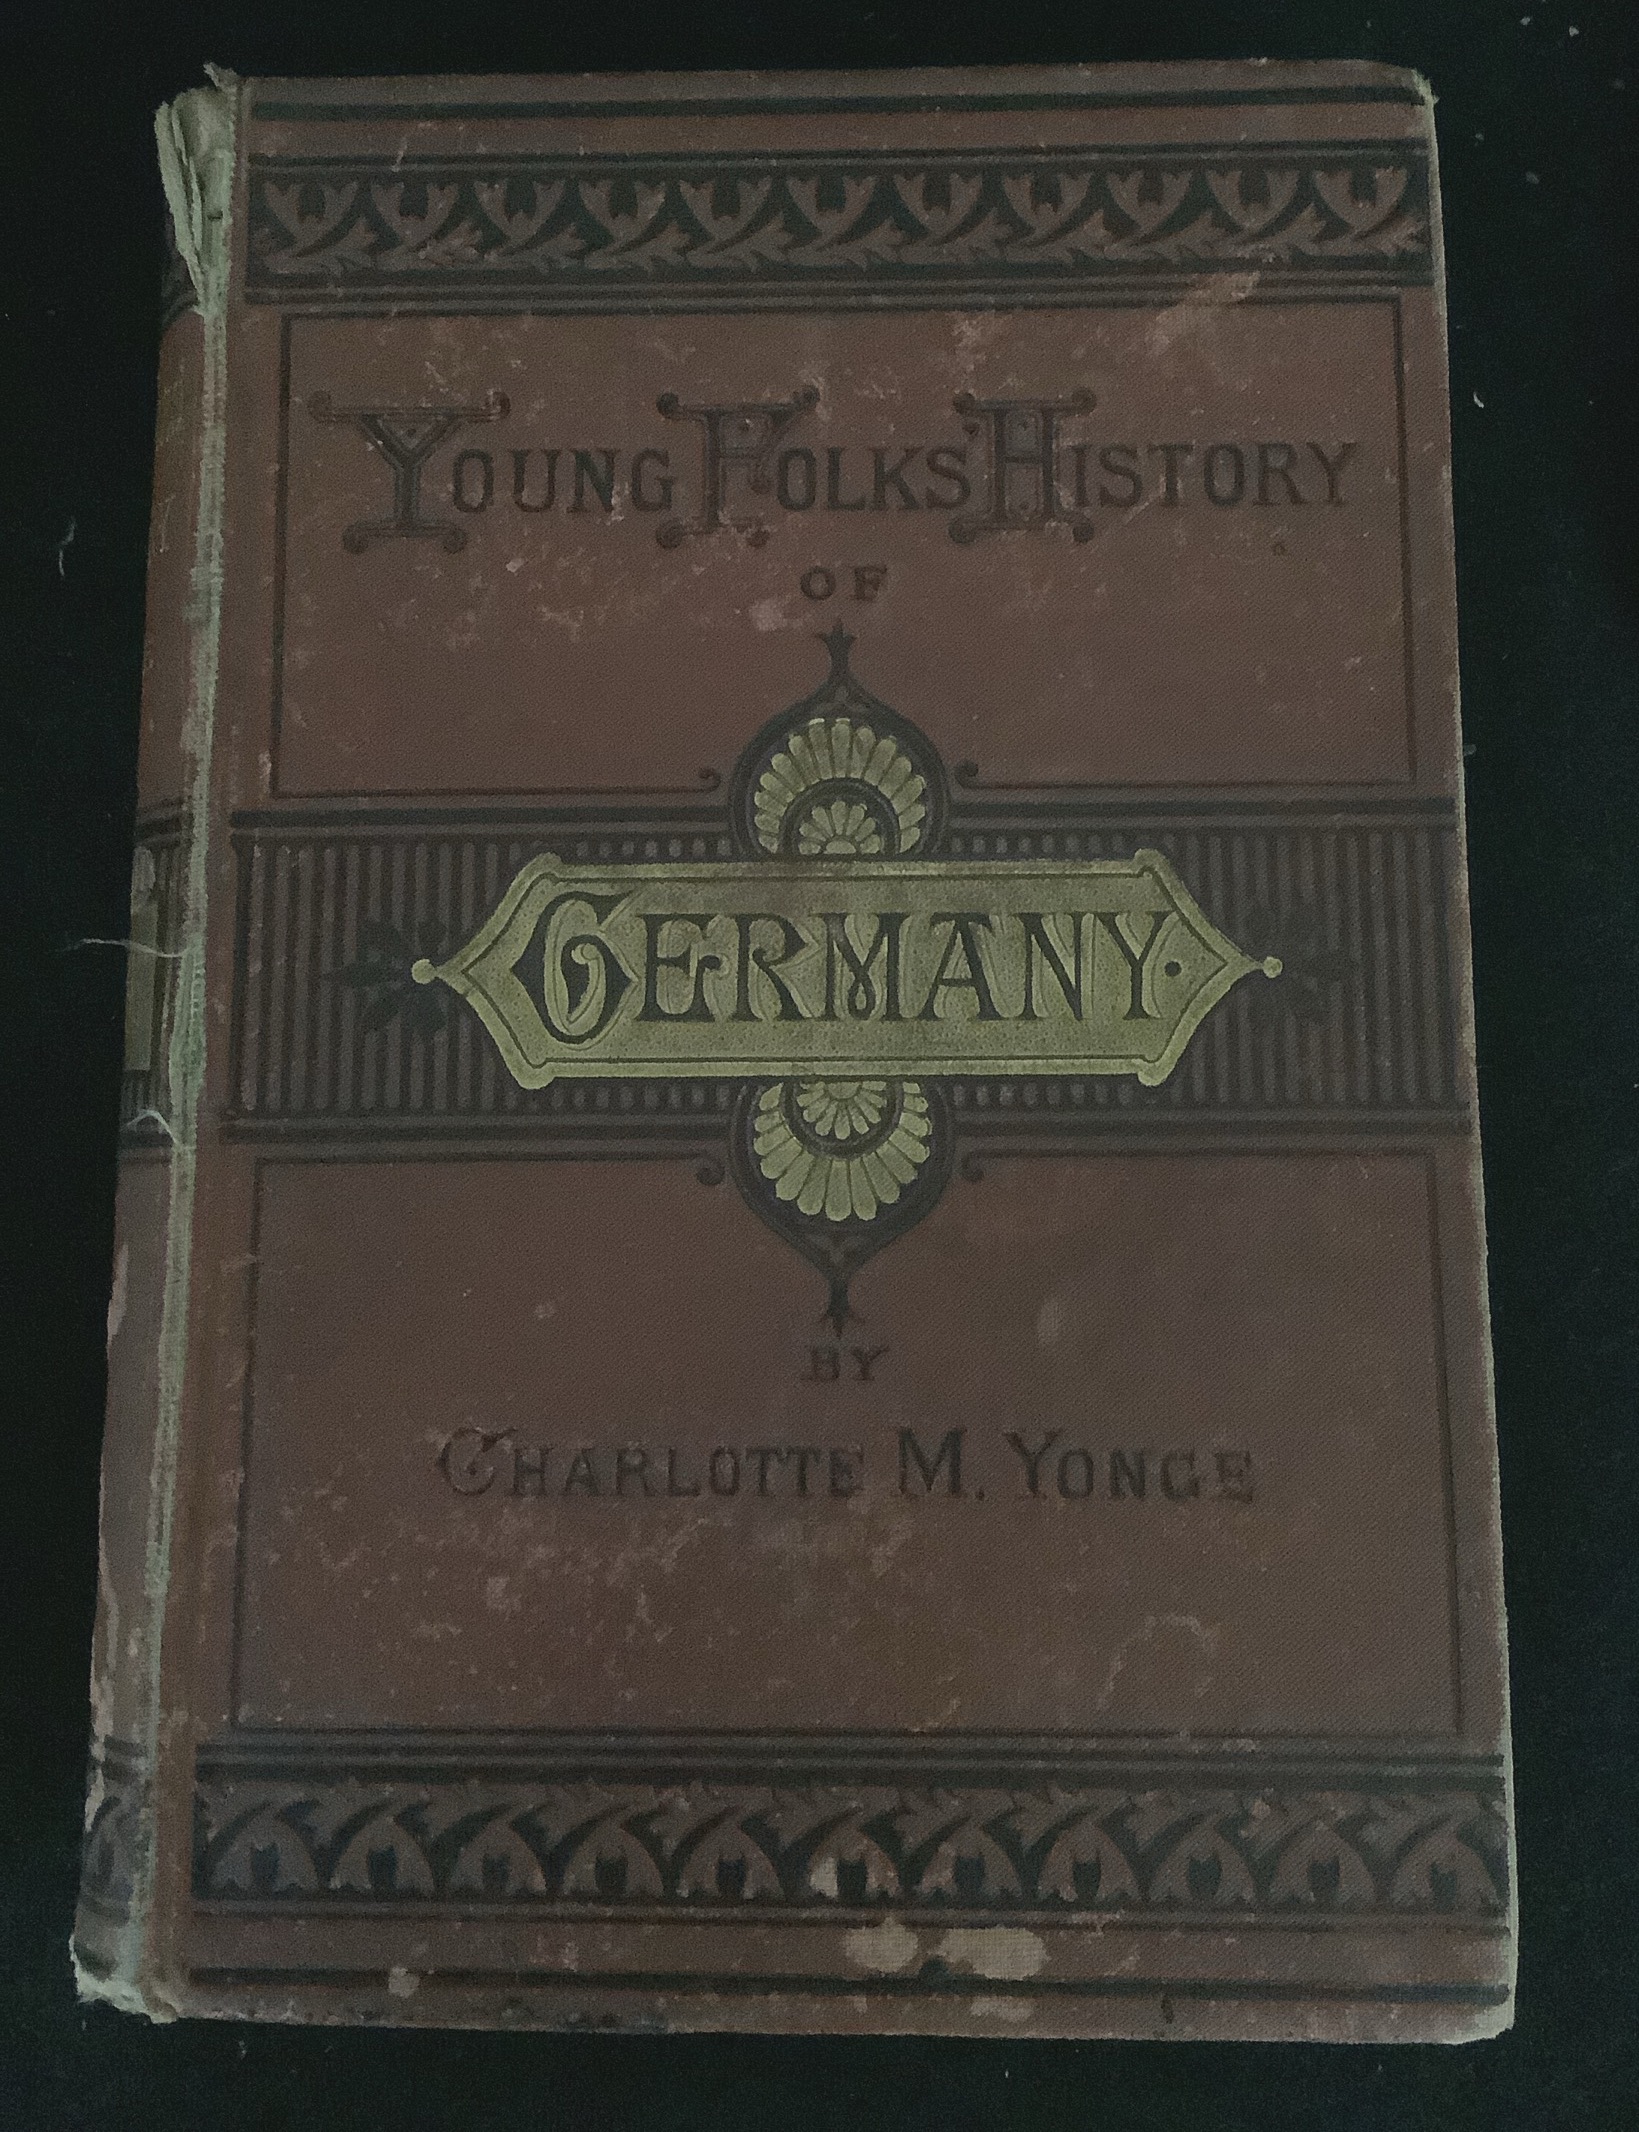 YOUNG FOLKS' HISTORY
OF
GERMANY.
BY
CHARLOTTE M. YONGE